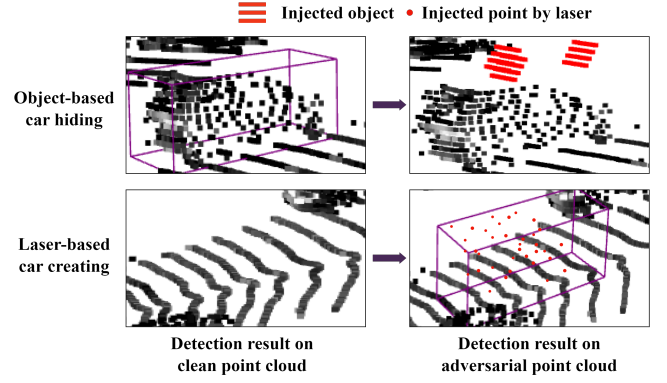 Injected object
Injected point by laser
Object-based
car hiding
Laser-based
car creating
Detection result on
clean point cloud
Detection result on
adversarial point cloud